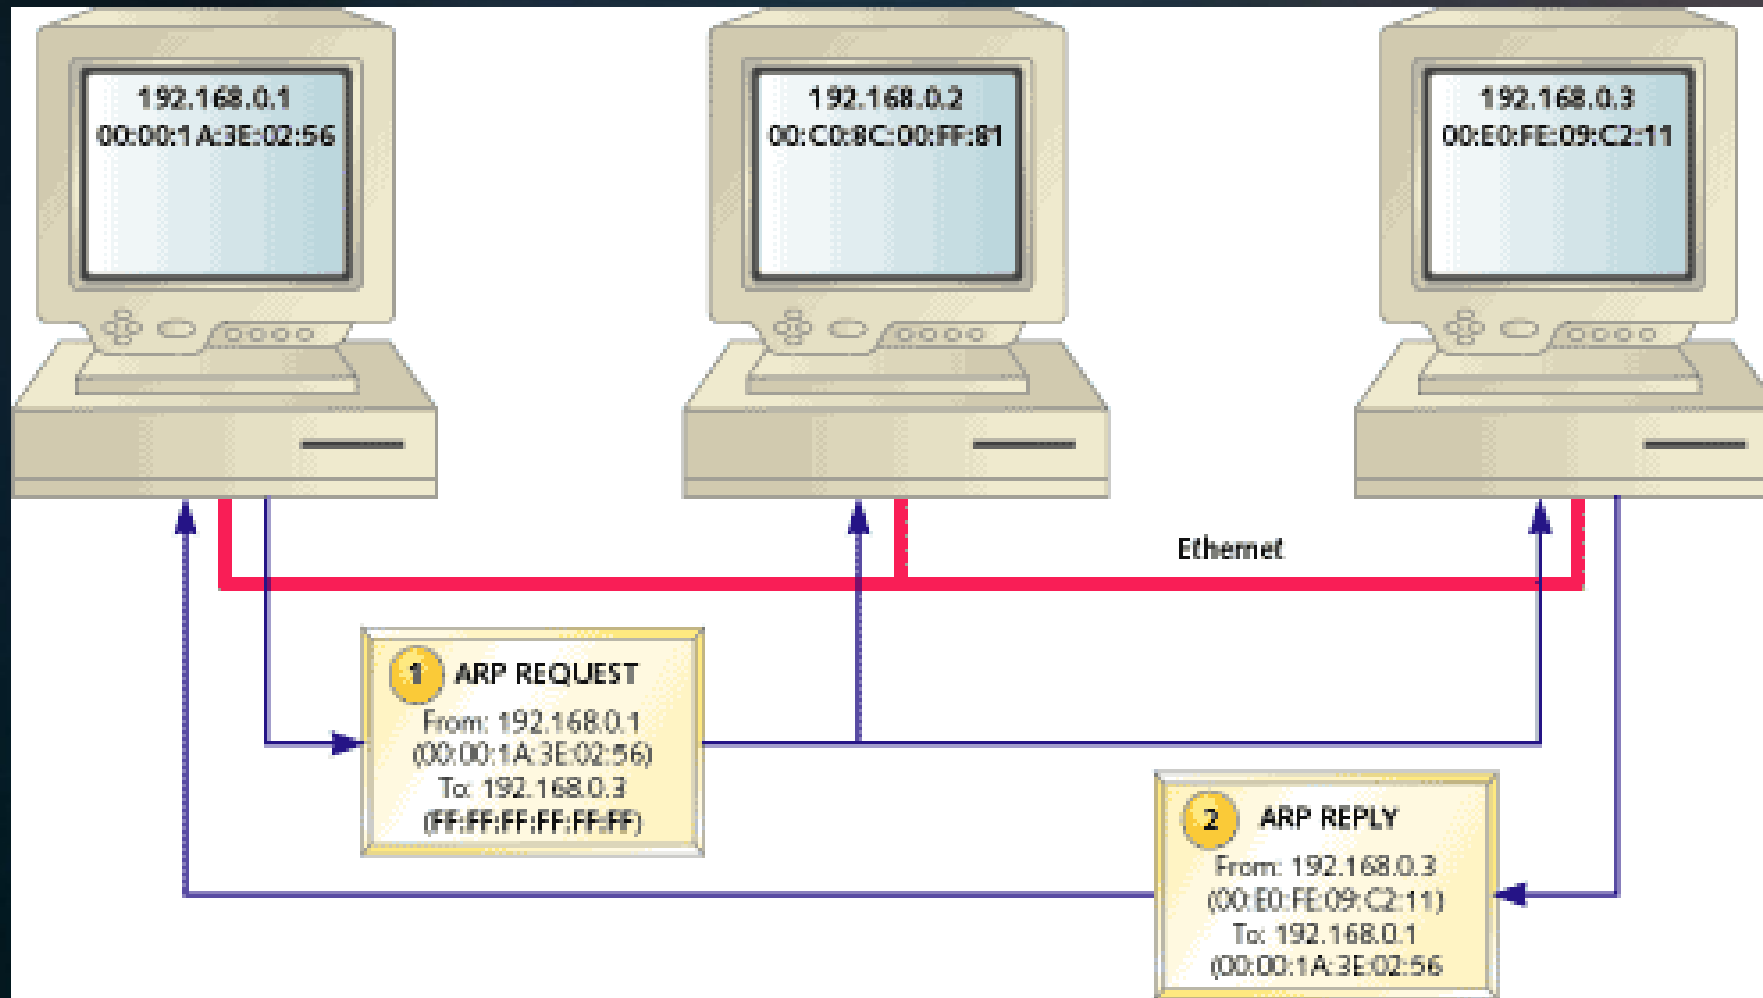 192.168.0.1
00:00:1A:3E:02:56
192.168.0.2
00:C0:8C:00:FF:81
192.168.0.3
00:E0:FE:09:C2:11
Ethernet
1 ARP REQUEST
From: 192.168.0.1
(00:00:1A:3E:02:56)
To: 192.168.0.3
(FF:FF:FF:FF:FF:FF)
2 ARP REPLY
From: 192.168.0.3
(00:E0:FE:09:C2:11)
To: 192.168.0.1
(00:00:1A:3E:02:56